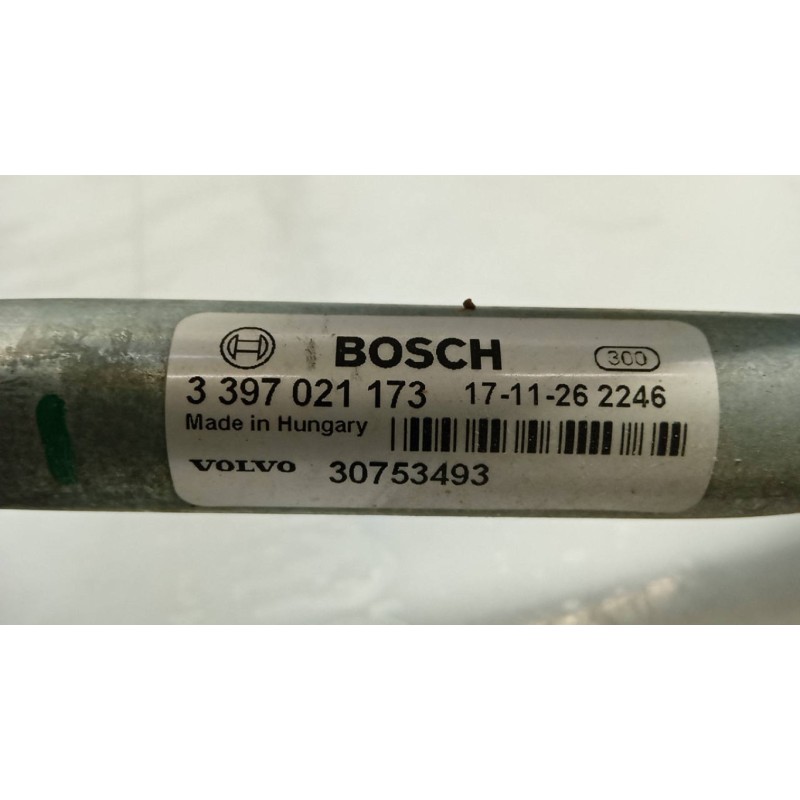 BOSCH 300
3 397 021 173 17-11-26 2246
Made in Hungary
VOLVO 30753493